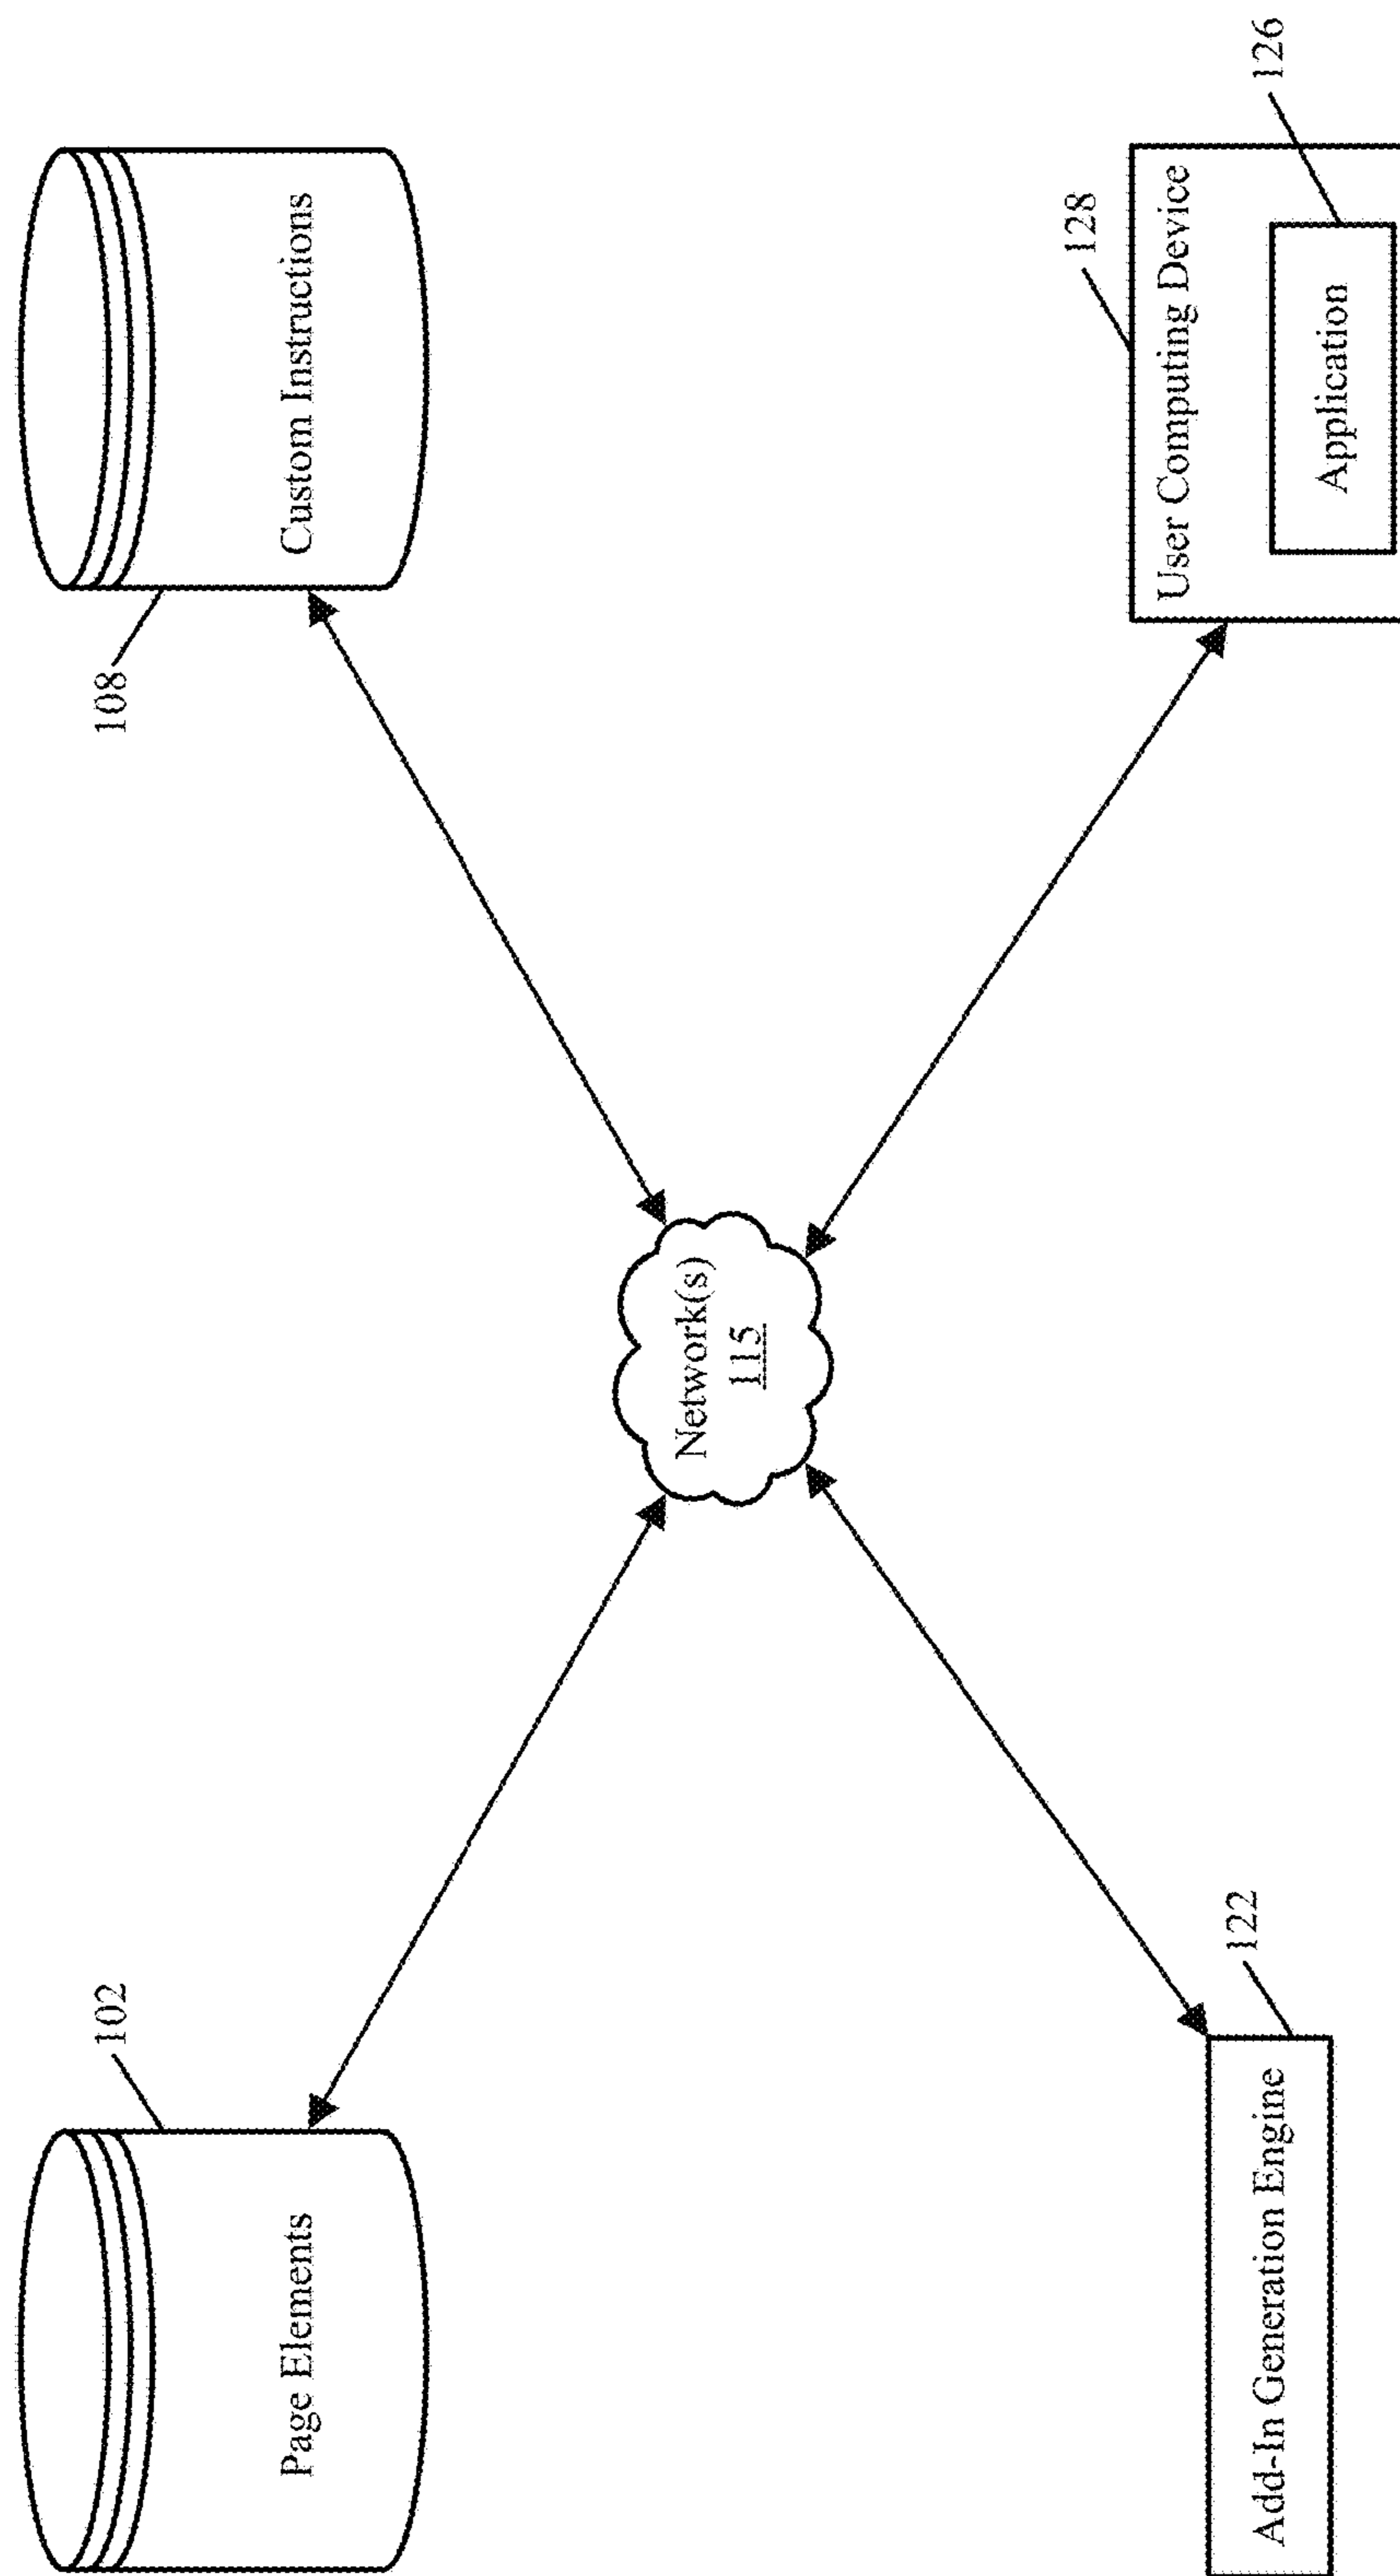 102
Page Elements
108
Custom Instructions
Network(s)
115
122
Add-In Generation Engine
128
User Computing Device
126
Application